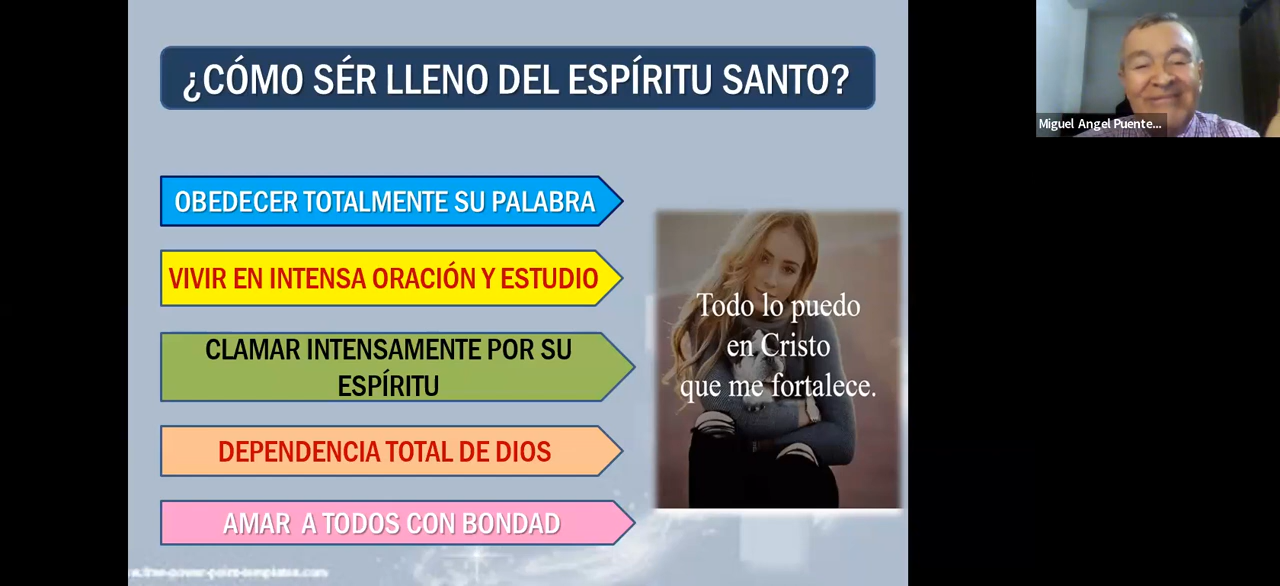 ¿CÓMO SÉR LLENO DEL ESPÍRITU SANTO?
OBEDECER TOTALMENTE SU PALABRA
VIVIR EN INTENSA ORACIÓN Y ESTUDIO
CLAMAR INTENSAMENTE POR SU
ESPÍRITU
DEPENDENCIA TOTAL DE DIOS
AMAR A TODOS CON BONDAD
Todo lo puedo
en Cristo
que me fortalece.
Miguel Angel Puente...